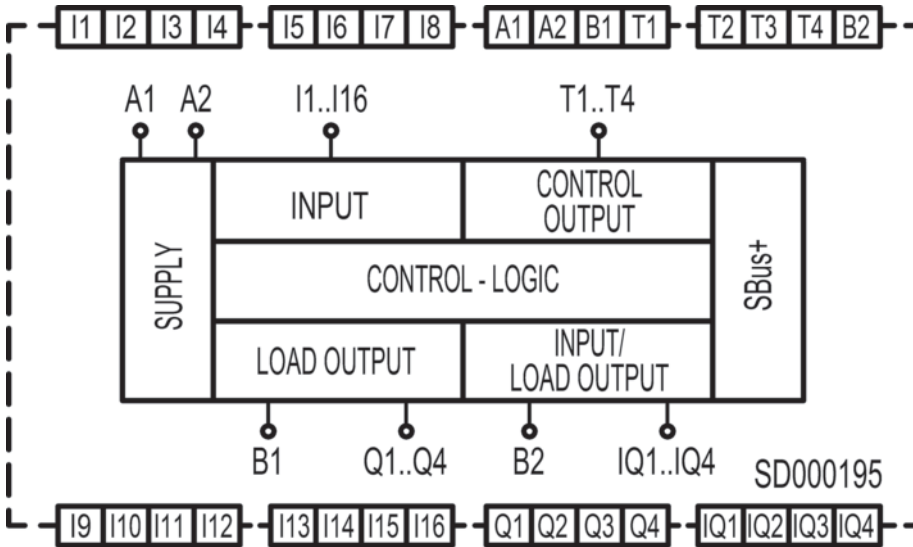 I1 I2 I3 I4 I5 I6 I7 I8 A1 A2 B1 T1 T2 T3 T4 B2
A1 A2 I1..I16 T1..T4
SUPPLY
INPUT
CONTROL
OUTPUT
CONTROL - LOGIC
LOAD OUTPUT
INPUT/
LOAD OUTPUT
SBus+
B1 Q1..Q4 B2 IQ1..IQ4
SD000195
I9 I10 I11 I12 I13 I14 I15 I16 Q1 Q2 Q3 Q4 IQ1 IQ2 IQ3 IQ4